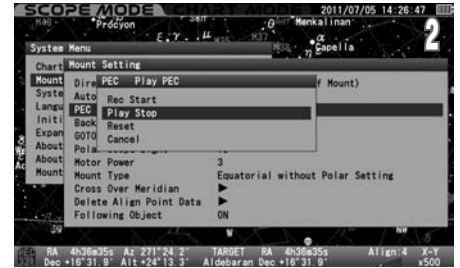 SCOPE MODE CHART MODE 2011/07/05 14:26:47
2
Procyon
Menkalinan
Capella
System Menu
Chart
Mount
Syste
Langu
Initi
Expan
About
About
Mount
Mount Setting
Dire
f Mount)
Auto
PEC
Back
GOTO
Pola
Motor Power 3
Mount Type Equatorial without Polar Setting
Cross Over Meridian ▶
Delete Align Point Data ▶
Following Object ON
PEC Play PEC
Rec Start
Play Stop
Reset
Cancel
W
NW
RA 4h36m35s Az 271°24.2' TARGET RA 4h36m35s Align:4 X-Y
Dec +16°31.9' Alt +24°13.3' Aldebaran Dec +16°31.9' x500